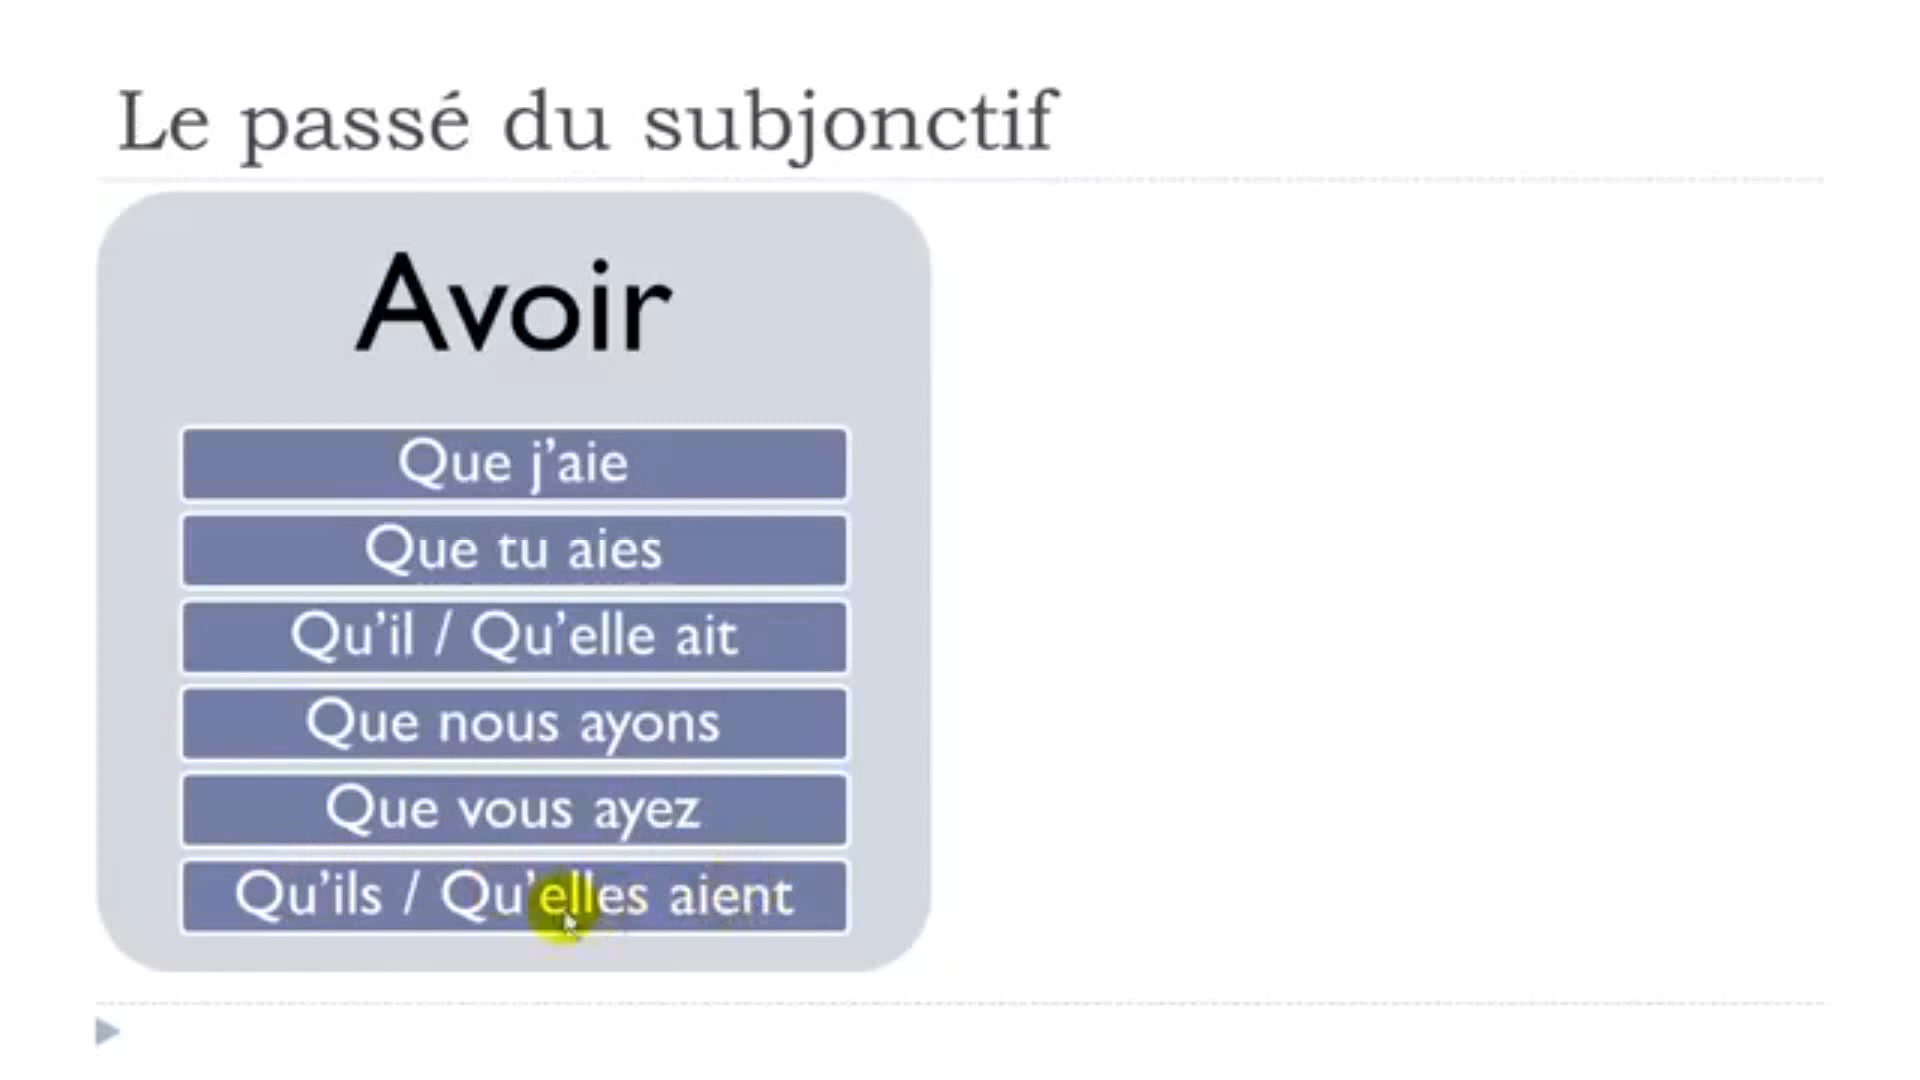 Le passé du subjonctif
Avoir
Que j’aie
Que tu aies
Qu’il / Qu’elle ait
Que nous ayons
Que vous ayez
Qu’ils / Qu’elles aient